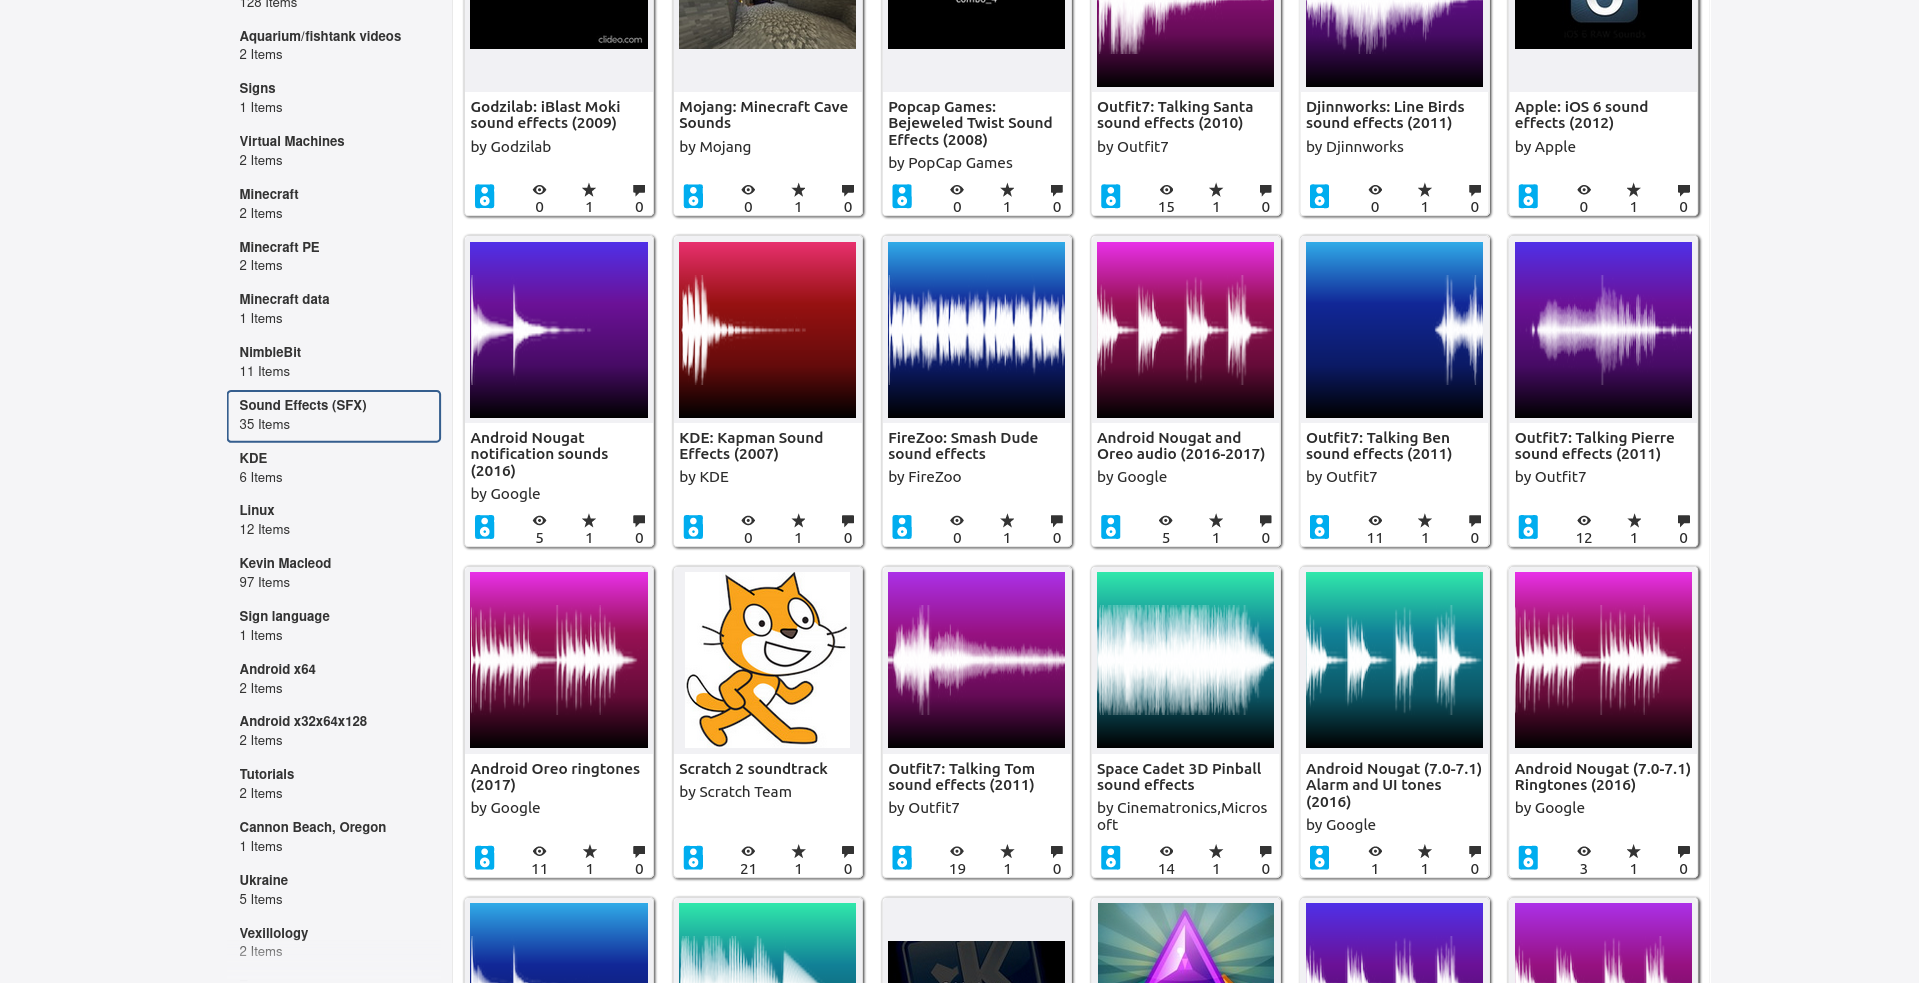 128 Items
Aquarium/fishtank videos
2 Items
Signs
1 Items
Virtual Machines
2 Items
Minecraft
2 Items
Minecraft PE
2 Items
Minecraft data
1 Items
NimbleBit
11 Items
Sound Effects (SFX)
35 Items
KDE
6 Items
Linux
12 Items
Kevin Macleod
97 Items
Sign language
1 Items
Android x64
2 Items
Android x32x64x128
2 Items
Tutorials
2 Items
Cannon Beach, Oregon
1 Items
Ukraine
5 Items
Vexillology
2 Items
clideo.com
iOS 6 RAW Sounds
Godzilab: iBlast Moki
sound effects (2009)
by Godzilab
0 1 0
Mojang: Minecraft Cave
Sounds
by Mojang
0 1 0
Popcap Games:
Bejeweled Twist Sound
Effects (2008)
by PopCap Games
0 1 0
Outfit7: Talking Santa
sound effects (2010)
by Outfit7
15 1 0
Djinnworks: Line Birds
sound effects (2011)
by Djinnworks
0 1 0
Apple: iOS 6 sound
effects (2012)
by Apple
0 1 0
Android Nougat
notification sounds
(2016)
by Google
5 1 0
KDE: Kapman Sound
Effects (2007)
by KDE
0 1 0
FireZoo: Smash Dude
sound effects
by FireZoo
0 1 0
Android Nougat and
Oreo audio (2016-2017)
by Google
5 1 0
Outfit7: Talking Ben
sound effects (2011)
by Outfit7
11 1 0
Outfit7: Talking Pierre
sound effects (2011)
by Outfit7
12 1 0
Android Oreo ringtones
(2017)
by Google
11 1 0
Scratch 2 soundtrack
by Scratch Team
21 1 0
Outfit7: Talking Tom
sound effects (2011)
by Outfit7
19 1 0
Space Cadet 3D Pinball
sound effects
by Cinematronics,Micros
oft
14 1 0
Android Nougat (7.0-7.1)
Alarm and UI tones
(2016)
by Google
1 1 0
Android Nougat (7.0-7.1)
Ringtones (2016)
by Google
3 1 0